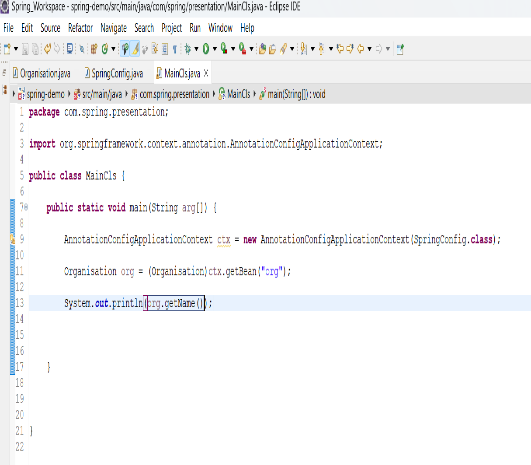 Spring_Workspace - spring-demo/src/main/java/com/spring/presentation/MainCls.java - Eclipse IDE
File Edit Source Refactor Navigate Search Project Run Window Help
Organisation.java SpringConfig.java MainCls.java
spring-demo src/main/java com.spring.presentation MainCls main(String[]) : void
1 package com.spring.presentation;
2
3 import org.springframework.context.annotation.AnnotationConfigApplicationContext;
4
5 public class MainCls {
6
7 public static void main(String arg[]) {
8
9 AnnotationConfigApplicationContext ctx = new AnnotationConfigApplicationContext(SpringConfig.class);
10
11 Organisation org = (Organisation)ctx.getBean("org");
12
13 System.out.println(org.getName());
14
15
16
17 }
18
19
20
21 }
22